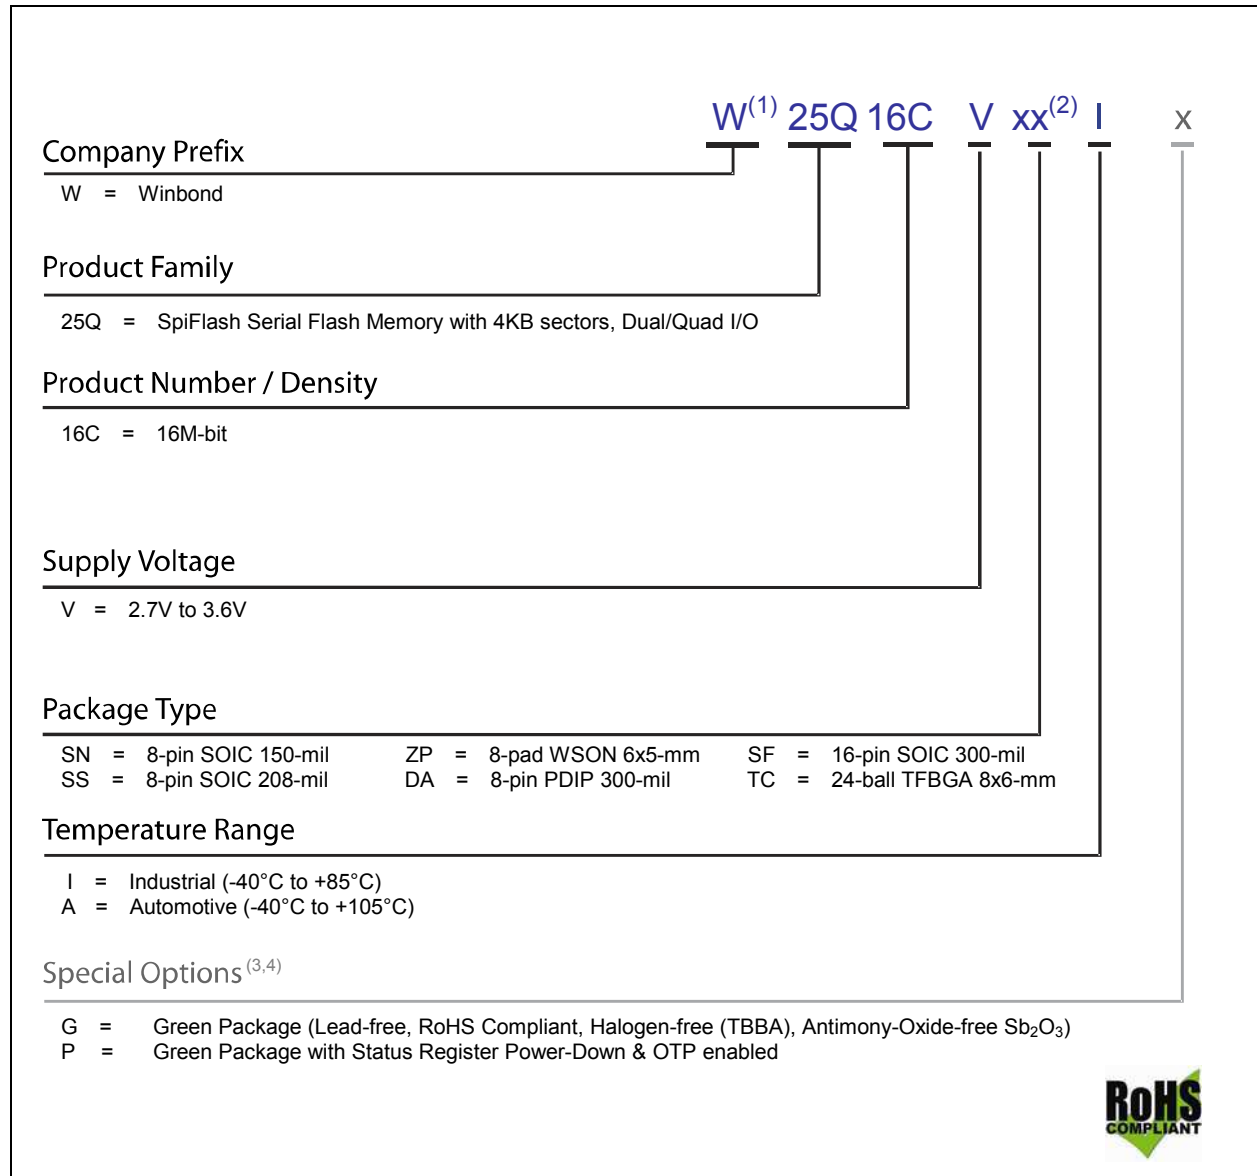 W(1) 25Q 16C V xx(2) I x
Company Prefix
W = Winbond
Product Family
25Q = SpiFlash Serial Flash Memory with 4KB sectors, Dual/Quad I/O
Product Number / Density
16C = 16M-bit
Supply Voltage
V = 2.7V to 3.6V
Package Type
SN = 8-pin SOIC 150-mil ZP = 8-pad WSON 6x5-mm SF = 16-pin SOIC 300-mil
SS = 8-pin SOIC 208-mil DA = 8-pin PDIP 300-mil TC = 24-ball TFBGA 8x6-mm
Temperature Range
I = Industrial (-40°C to +85°C)
A = Automotive (-40°C to +105°C)
Special Options (3,4)
G = Green Package (Lead-free, RoHS Compliant, Halogen-free (TBBA), Antimony-Oxide-free Sb₂O₃)
P = Green Package with Status Register Power-Down & OTP enabled
RoHS
COMPLIANT